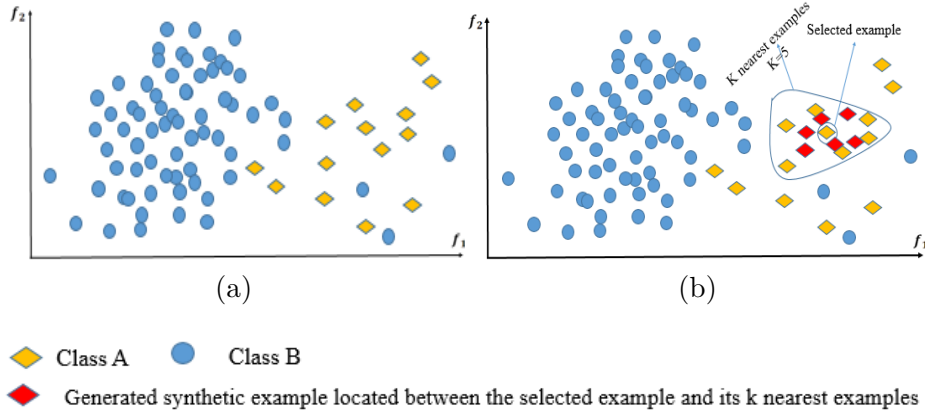 f₂
f₁
(a)
f₂
K nearest examples
K=5
Selected example
f₁
(b)
Class A
Class B
Generated synthetic example located between the selected example and its k nearest examples